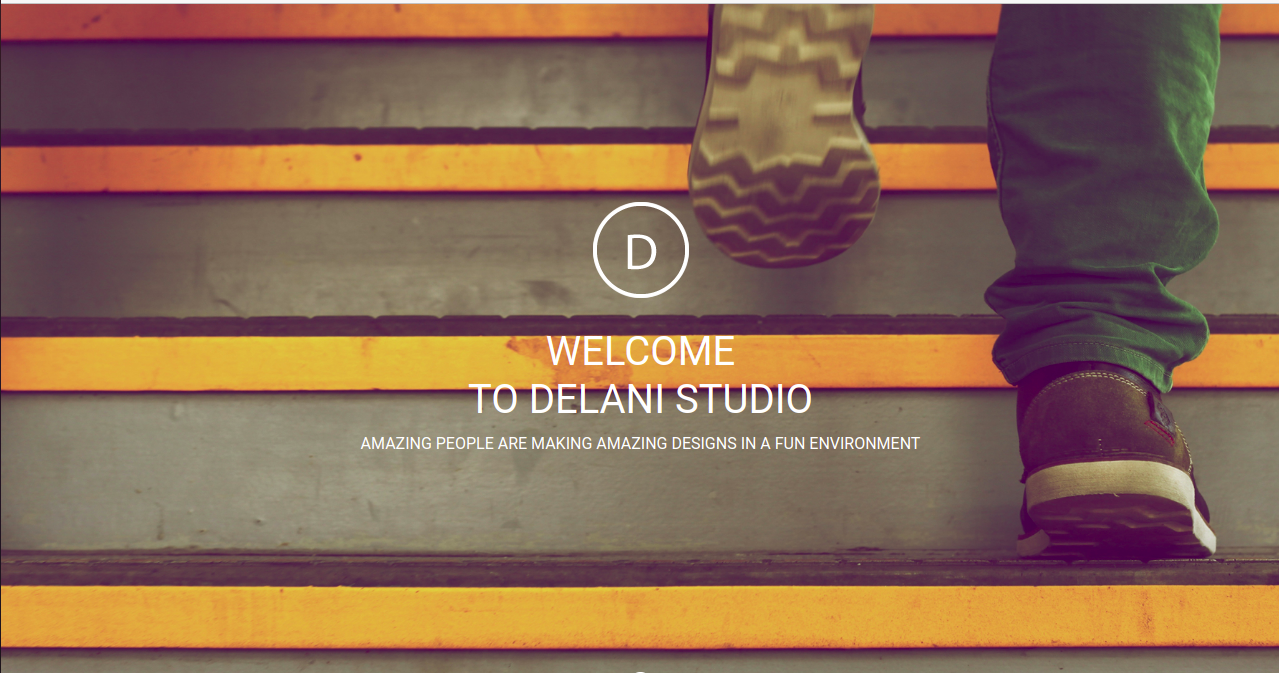 D
WELCOME
TO DELANI STUDIO
AMAZING PEOPLE ARE MAKING AMAZING DESIGNS IN A FUN ENVIRONMENT